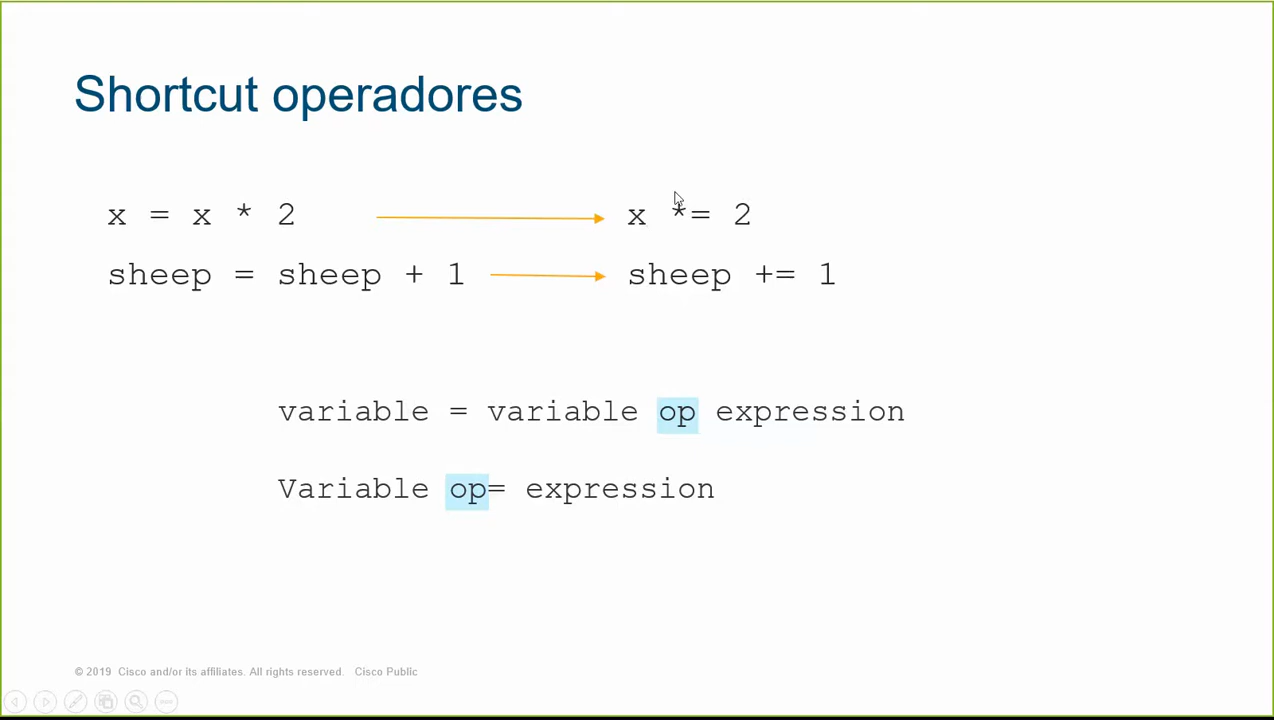 Shortcut operadores
x = x * 2 x *= 2
sheep = sheep + 1 sheep += 1
variable = variable op expression
Variable op= expression
© 2019 Cisco and/or its affiliates. All rights reserved. Cisco Public